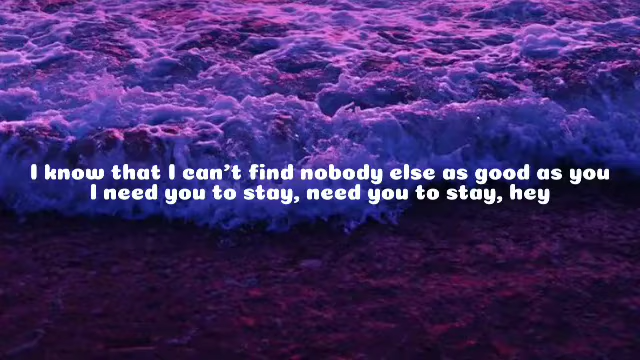 I know that I can't find nobody else as good as you
I need you to stay, need you to stay, hey